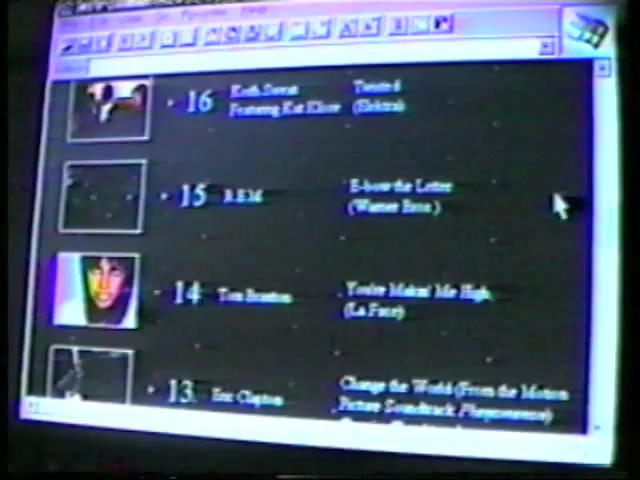 16 Keith Sweat Twisted
Featuring Kut Klose (Elektra)
15 R.E.M. E-bow the Letter
(Warner Bros.)
14 Toni Braxton You're Makin' Me High
(La Face)
13 Eric Clapton Change the World (From the Motion
Picture Soundtrack Phenomenon)